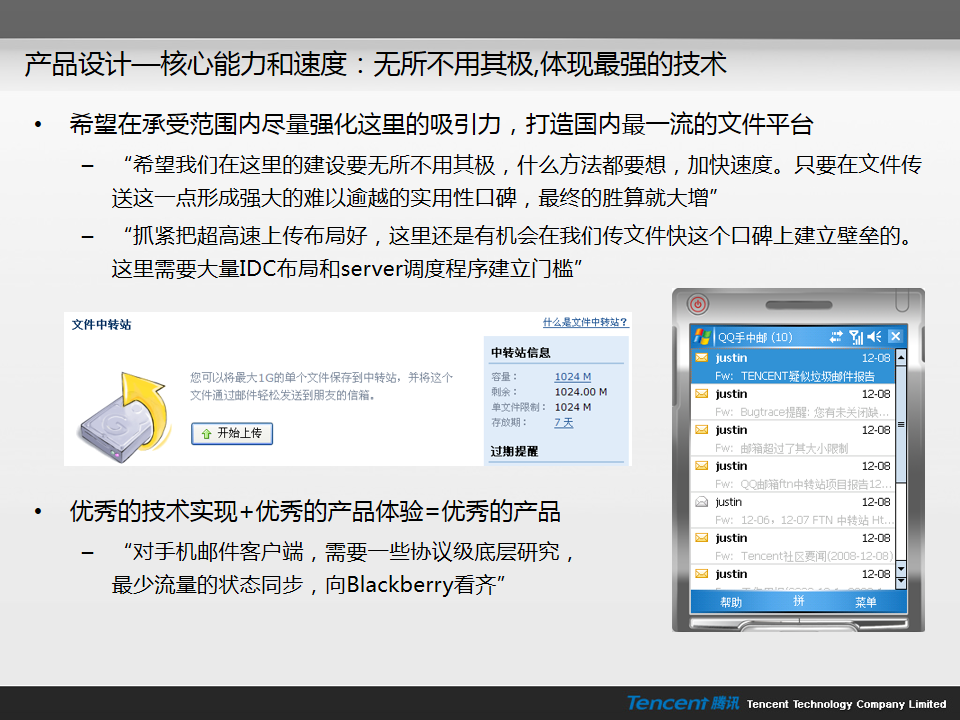 产品设计—核心能力和速度：无所不用其极,体现最强的技术
• 希望在承受范围内尽量强化这里的吸引力，打造国内最一流的文件平台
– “希望我们在这里的建设要无所不用其极，什么方法都要想，加快速度。只要在文件传
送这一点形成强大的难以逾越的实用性口碑，最终的胜算就大增”
– “抓紧把超高速上传布局好，这里还是有机会在我们传文件快这个口碑上建立壁垒的。
这里需要大量IDC布局和server调度程序建立门槛”
文件中转站
什么是文件中转站？
您可以将最大1G的单个文件保存到中转站，并将这个
文件通过邮件轻松发送到朋友的信箱。
开始上传
中转站信息
容量： 1024 M
剩余： 1024.00 M
单文件限制： 1024 M
存放期： 7 天
过期提醒
• 优秀的技术实现+优秀的产品体验=优秀的产品
– “对手机邮件客户端，需要一些协议级底层研究，
最少流量的状态同步，向Blackberry看齐”
QQ手中邮 (10)
justin 12-08
Fw: TENCENT疑似垃圾邮件报告
justin 12-08
Fw: Bugtrace提醒: 您有未关闭缺...
justin 12-08
Fw: 邮箱超过了其大小限制
justin 12-08
Fw: QQ邮箱ftn中转站项目报告12...
justin 12-08
Fw: 12-06，12-07 FTN 中转站 Ht...
justin 12-08
Fw: Tencent社区要闻(2008-12-08)
justin 12-08
帮助 拼 菜单
Tencent 腾讯 Tencent Technology Company Limited